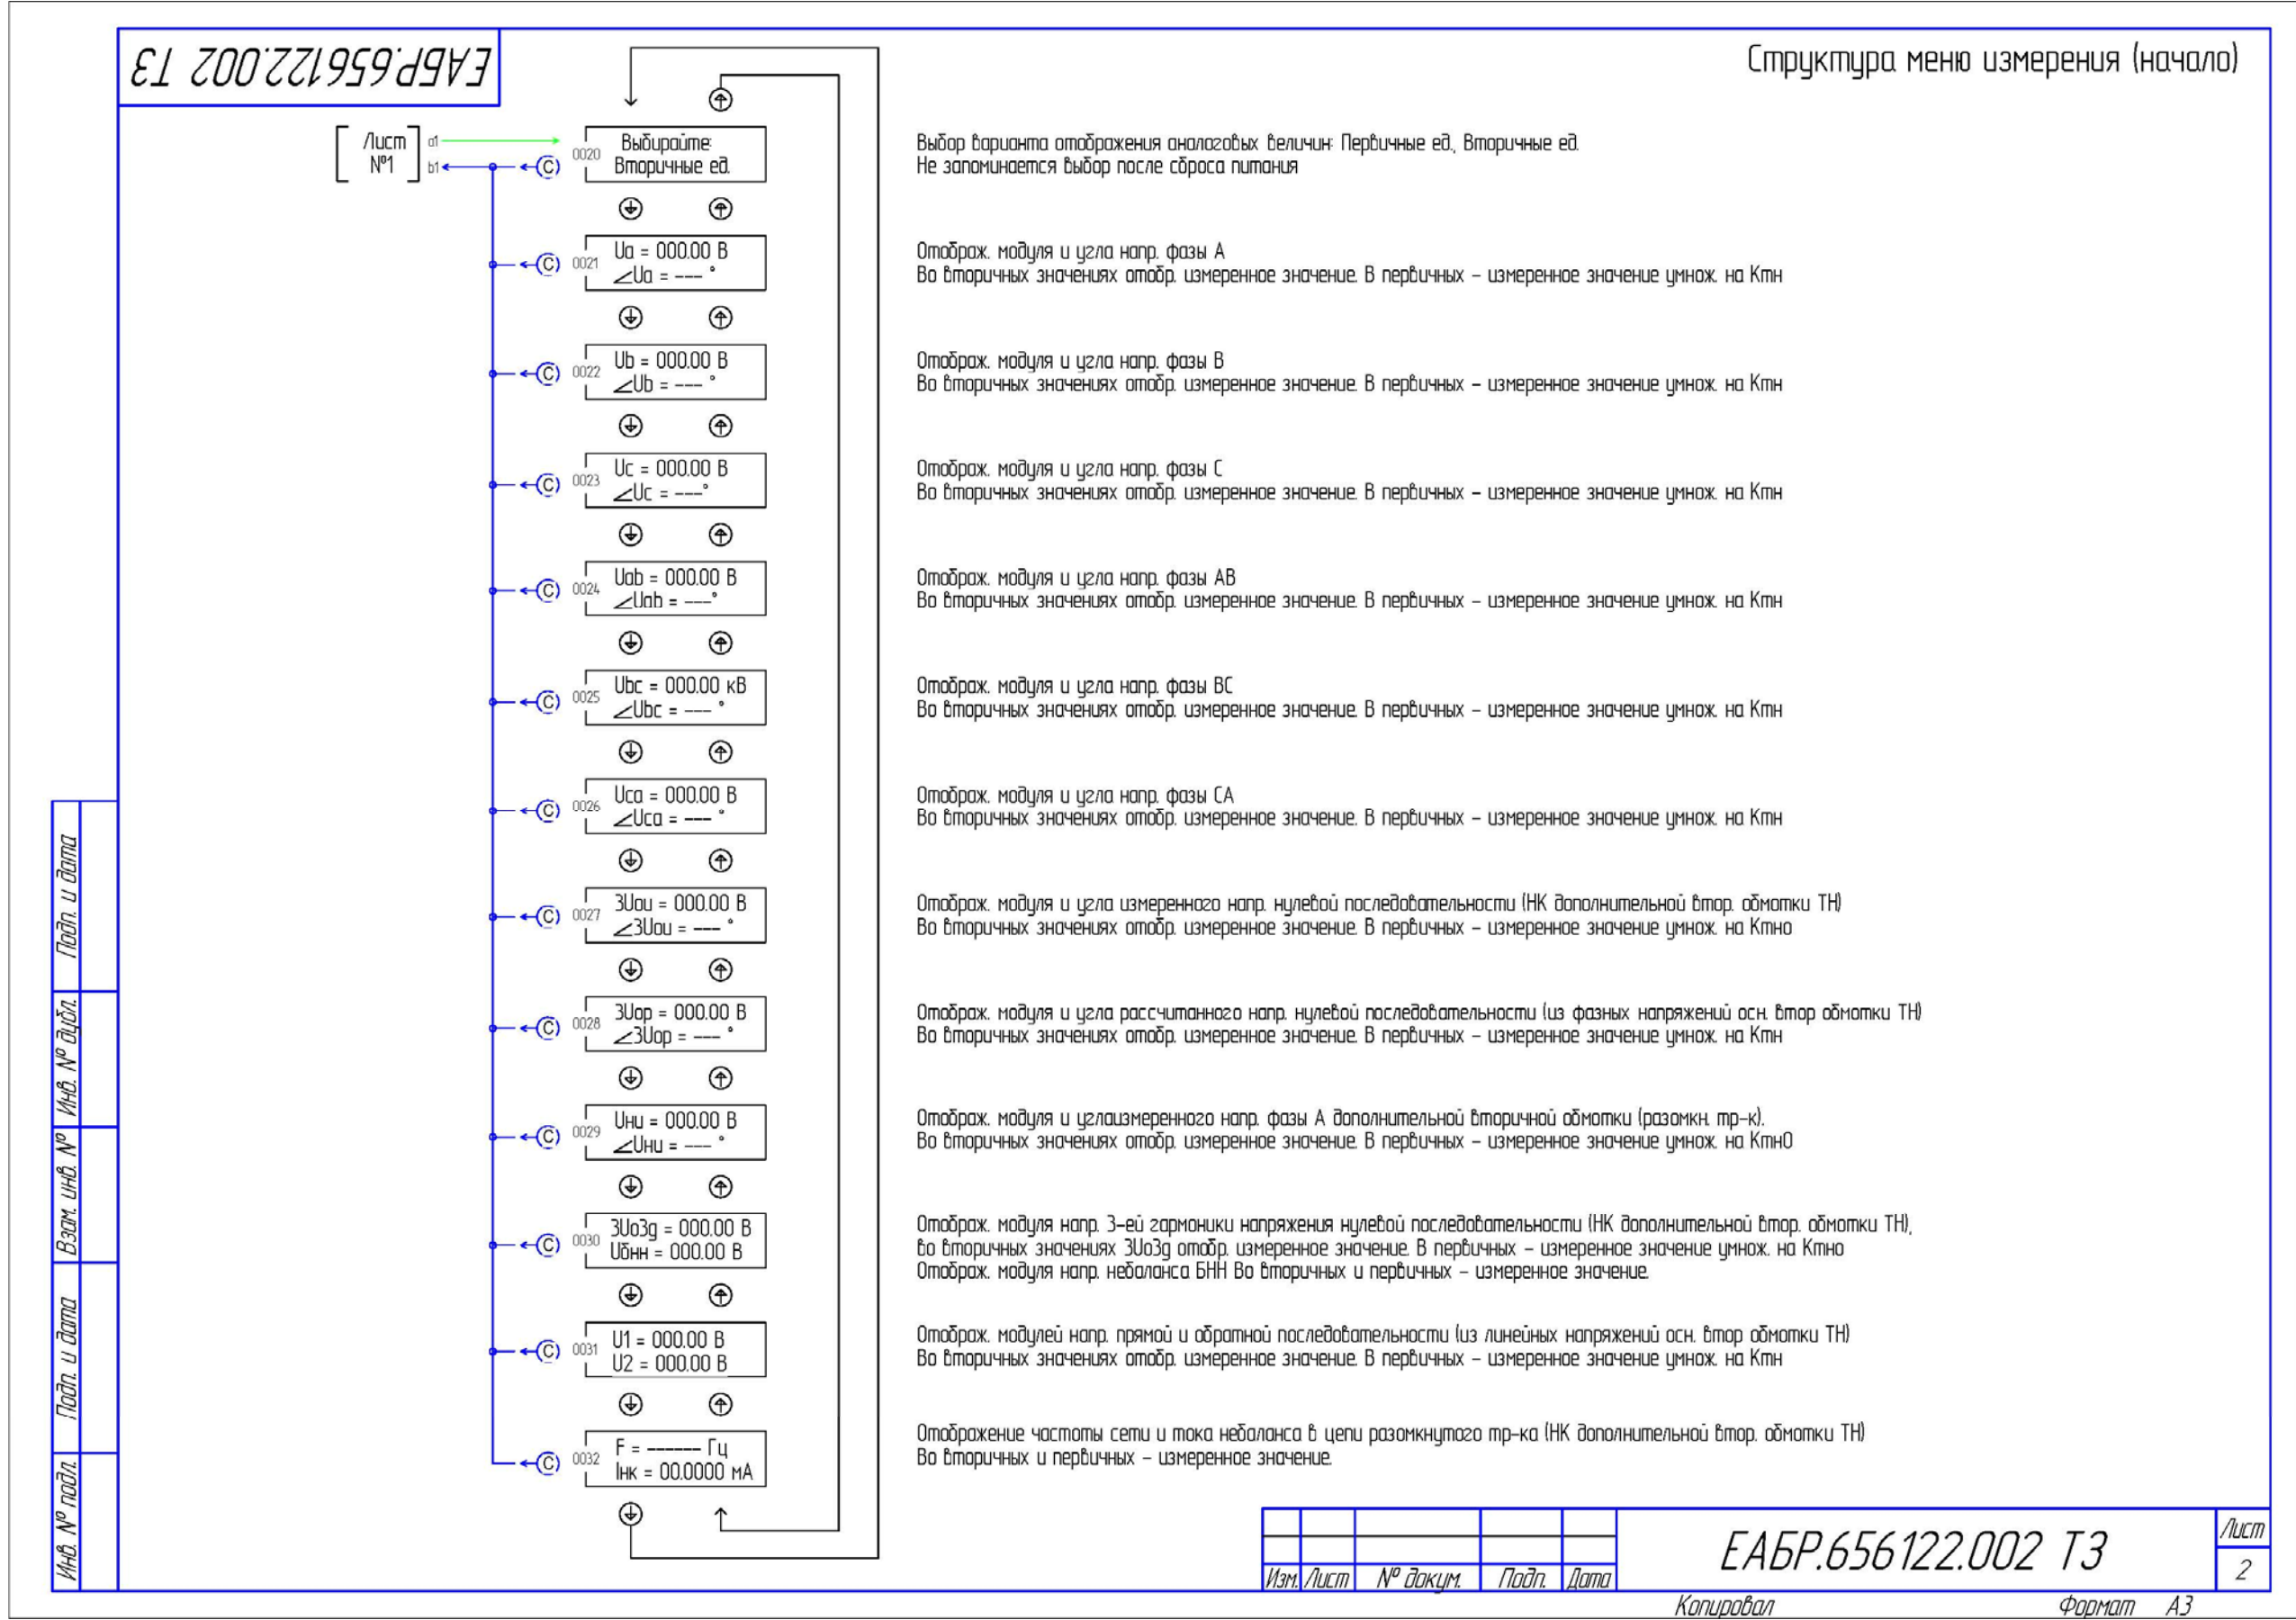 ЕАБР.656122.002 ТЗ
Структура меню измерения (начало)
Лист
№1
a1
b1
C
0020
Выбирайте:
Вторичные ед.
Выбор варианта отображения аналоговых величин: Первичные ед., Вторичные ед.
Не запоминается выбор после сброса питания
C
0021
Ua = 000.00 В
∠Ua = --- °
Отображ. модуля и угла напр. фазы А
Во вторичных значениях отобр. измеренное значение. В первичных – измеренное значение умнож. на Ктн
C
0022
Ub = 000.00 В
∠Ub = --- °
Отображ. модуля и угла напр. фазы В
Во вторичных значениях отобр. измеренное значение. В первичных – измеренное значение умнож. на Ктн
C
0023
Uc = 000.00 В
∠Uc = ---°
Отображ. модуля и угла напр. фазы С
Во вторичных значениях отобр. измеренное значение. В первичных – измеренное значение умнож. на Ктн
C
0024
Uab = 000.00 В
∠Uab = ---°
Отображ. модуля и угла напр. фазы АВ
Во вторичных значениях отобр. измеренное значение. В первичных – измеренное значение умнож. на Ктн
C
0025
Ubc = 000.00 кВ
∠Ubc = --- °
Отображ. модуля и угла напр. фазы ВС
Во вторичных значениях отобр. измеренное значение. В первичных – измеренное значение умнож. на Ктн
C
0026
Uca = 000.00 В
∠Uca = --- °
Отображ. модуля и угла напр. фазы СА
Во вторичных значениях отобр. измеренное значение. В первичных – измеренное значение умнож. на Ктн
C
0027
3Uои = 000.00 В
∠3Uои = --- °
Отображ. модуля и угла измеренного напр. нулевой последовательности (НК дополнительной втор. обмотки ТН)
Во вторичных значениях отобр. измеренное значение. В первичных – измеренное значение умнож. на Ктно
C
0028
3Uор = 000.00 В
∠3Uор = --- °
Отображ. модуля и угла рассчитанного напр. нулевой последовательности (из фазных напряжений осн. втор обмотки ТН)
Во вторичных значениях отобр. измеренное значение. В первичных – измеренное значение умнож. на Ктн
C
0029
Uни = 000.00 В
∠Uни = --- °
Отображ. модуля и углаизмеренного напр. фазы А дополнительной вторичной обмотки (разомкн. тр-к).
Во вторичных значениях отобр. измеренное значение. В первичных – измеренное значение умнож. на Ктн0
C
0030
3Uo3g = 000.00 В
Uбнн = 000.00 В
Отображ. модуля напр. 3-ей гармоники напряжения нулевой последовательности (НК дополнительной втор. обмотки ТН),
во вторичных значениях 3Uo3g отобр. измеренное значение. В первичных – измеренное значение умнож. на Ктно
Отображ. модуля напр. небаланса БНН Во вторичных и первичных – измеренное значение.
C
0031
U1 = 000.00 В
U2 = 000.00 В
Отображ. модулей напр. прямой и обратной последовательности (из линейных напряжений осн. втор обмотки ТН)
Во вторичных значениях отобр. измеренное значение. В первичных – измеренное значение умнож. на Ктн
C
0032
F = ------ Гц
Iнк = 00.0000 мА
Отображение частоты сети и тока небаланса в цепи разомкнутого тр-ка (НК дополнительной втор. обмотки ТН)
Во вторичных и первичных – измеренное значение.
Подп. и дата
Инв. № дубл.
Взам. инв. №
Подп. и дата
Инв. № подл.
Изм. Лист № докум. Подп. Дата
ЕАБР.656122.002 ТЗ
Лист
2
Копировал
Формат А3